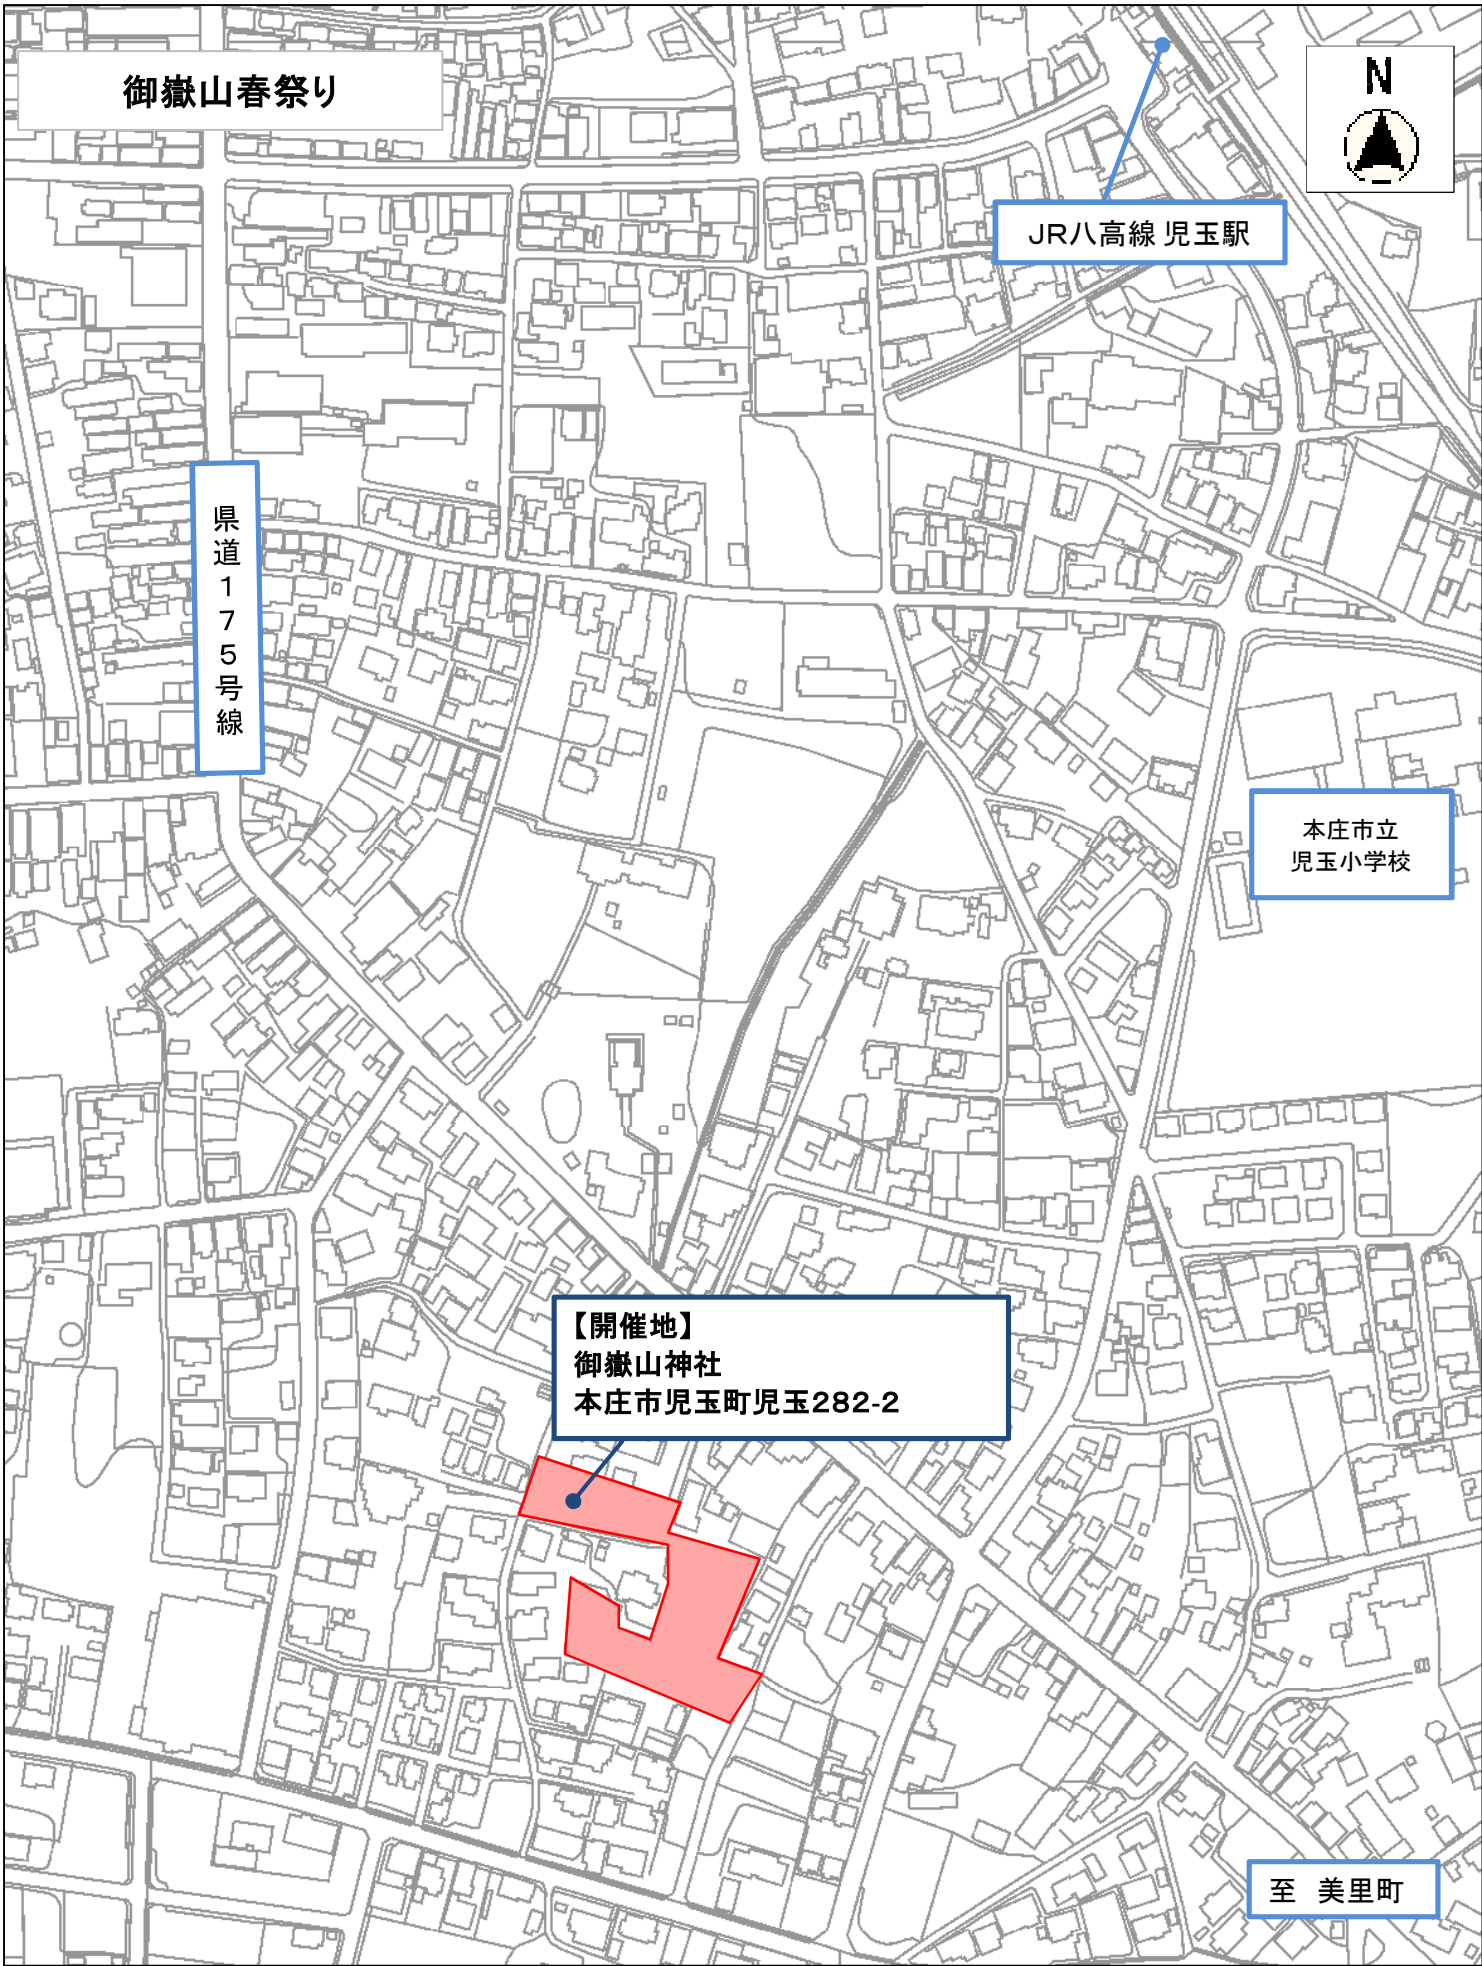 御嶽山春祭り
N
JR八高線 児玉駅
県道175号線
本庄市立
児玉小学校
【開催地】
御嶽山神社
本庄市児玉町児玉282-2
至　美里町